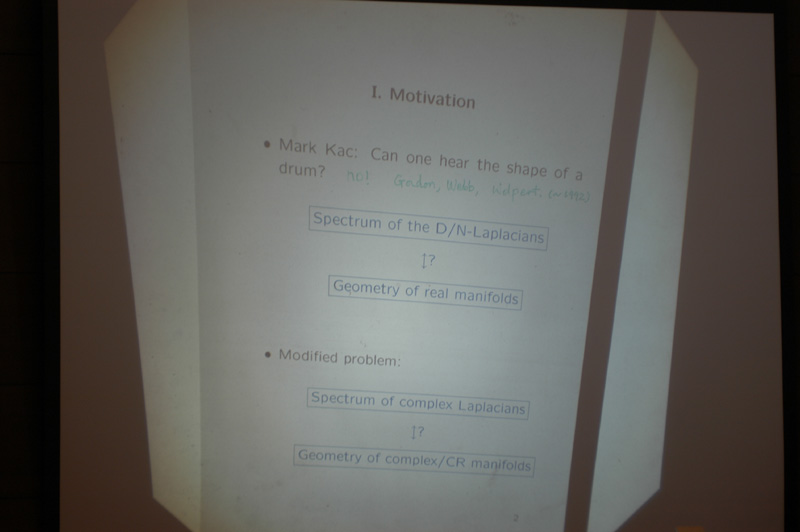 I. Motivation
• Mark Kac: Can one hear the shape of a
drum? no! Gordon, Webb, Wolpert (~1992)
Spectrum of the D/N-Laplacians
↕?
Geometry of real manifolds
• Modified problem:
Spectrum of complex Laplacians
↕?
Geometry of complex/CR manifolds
2